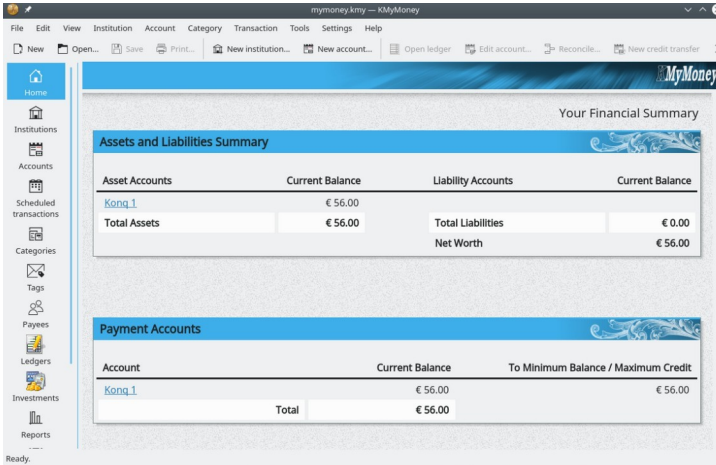 mymoney.kmy — KMyMoney
File Edit View Institution Account Category Transaction Tools Settings Help
New Open... Save Print... New institution... New account... Open ledger Edit account... Reconcile... New credit transfer
KMyMoney
Home
Your Financial Summary
Institutions
Assets and Liabilities Summary
Accounts
Asset Accounts Current Balance Liability Accounts Current Balance
Konq 1 € 56.00
Scheduled
transactions
Total Assets € 56.00 Total Liabilities € 0.00
Net Worth € 56.00
Categories
Tags
Payees
Payment Accounts
Ledgers
Account Current Balance To Minimum Balance / Maximum Credit
Konq 1 € 56.00 € 56.00
Investments
Total € 56.00
Reports
Ready.